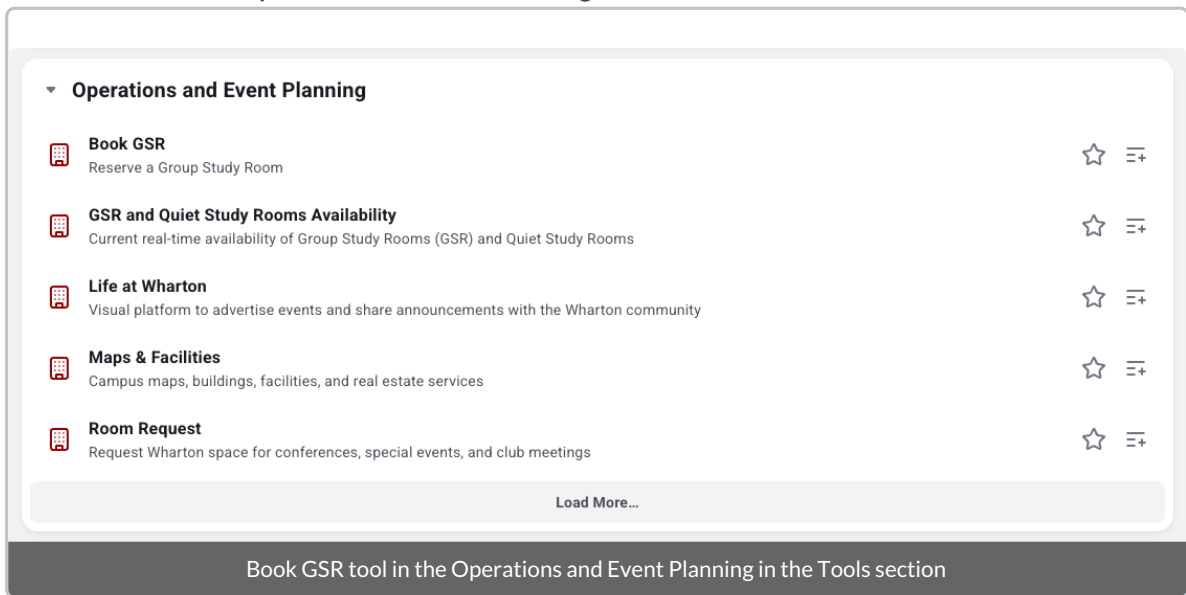 Operations and Event Planning
Book GSR
Reserve a Group Study Room
GSR and Quiet Study Rooms Availability
Current real-time availability of Group Study Rooms (GSR) and Quiet Study Rooms
Life at Wharton
Visual platform to advertise events and share announcements with the Wharton community
Maps & Facilities
Campus maps, buildings, facilities, and real estate services
Room Request
Request Wharton space for conferences, special events, and club meetings
Load More…
Book GSR tool in the Operations and Event Planning in the Tools section